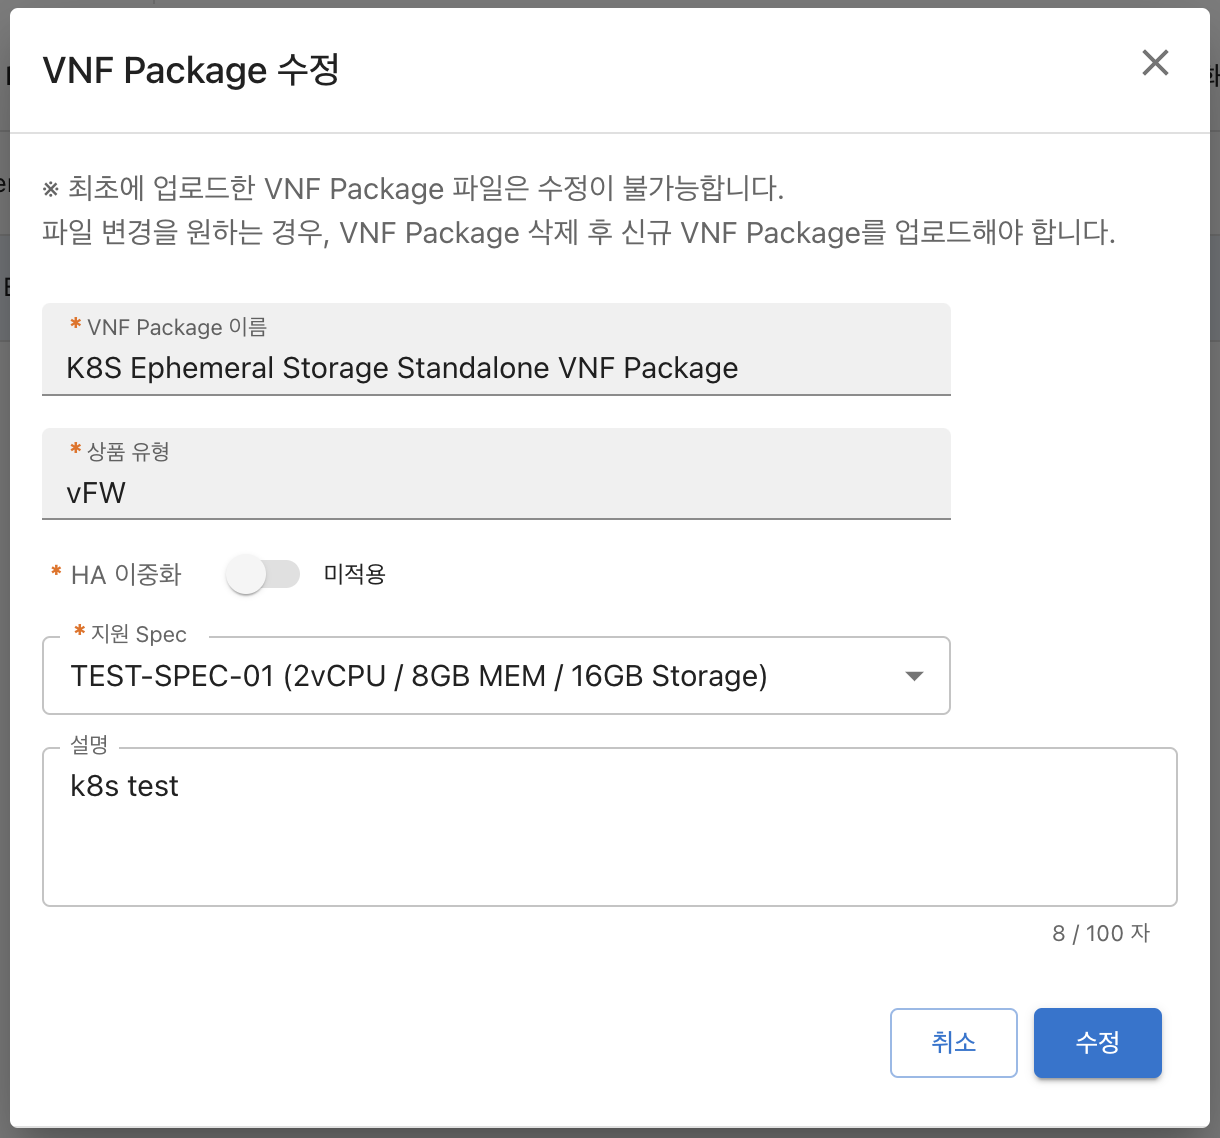 VNF Package 수정
※ 최초에 업로드한 VNF Package 파일은 수정이 불가능합니다.
파일 변경을 원하는 경우, VNF Package 삭제 후 신규 VNF Package를 업로드해야 합니다.
* VNF Package 이름
K8S Ephemeral Storage Standalone VNF Package
* 상품 유형
vFW
* HA 이중화 미적용
* 지원 Spec
TEST-SPEC-01 (2vCPU / 8GB MEM / 16GB Storage)
설명
k8s test
8 / 100 자
취소 수정